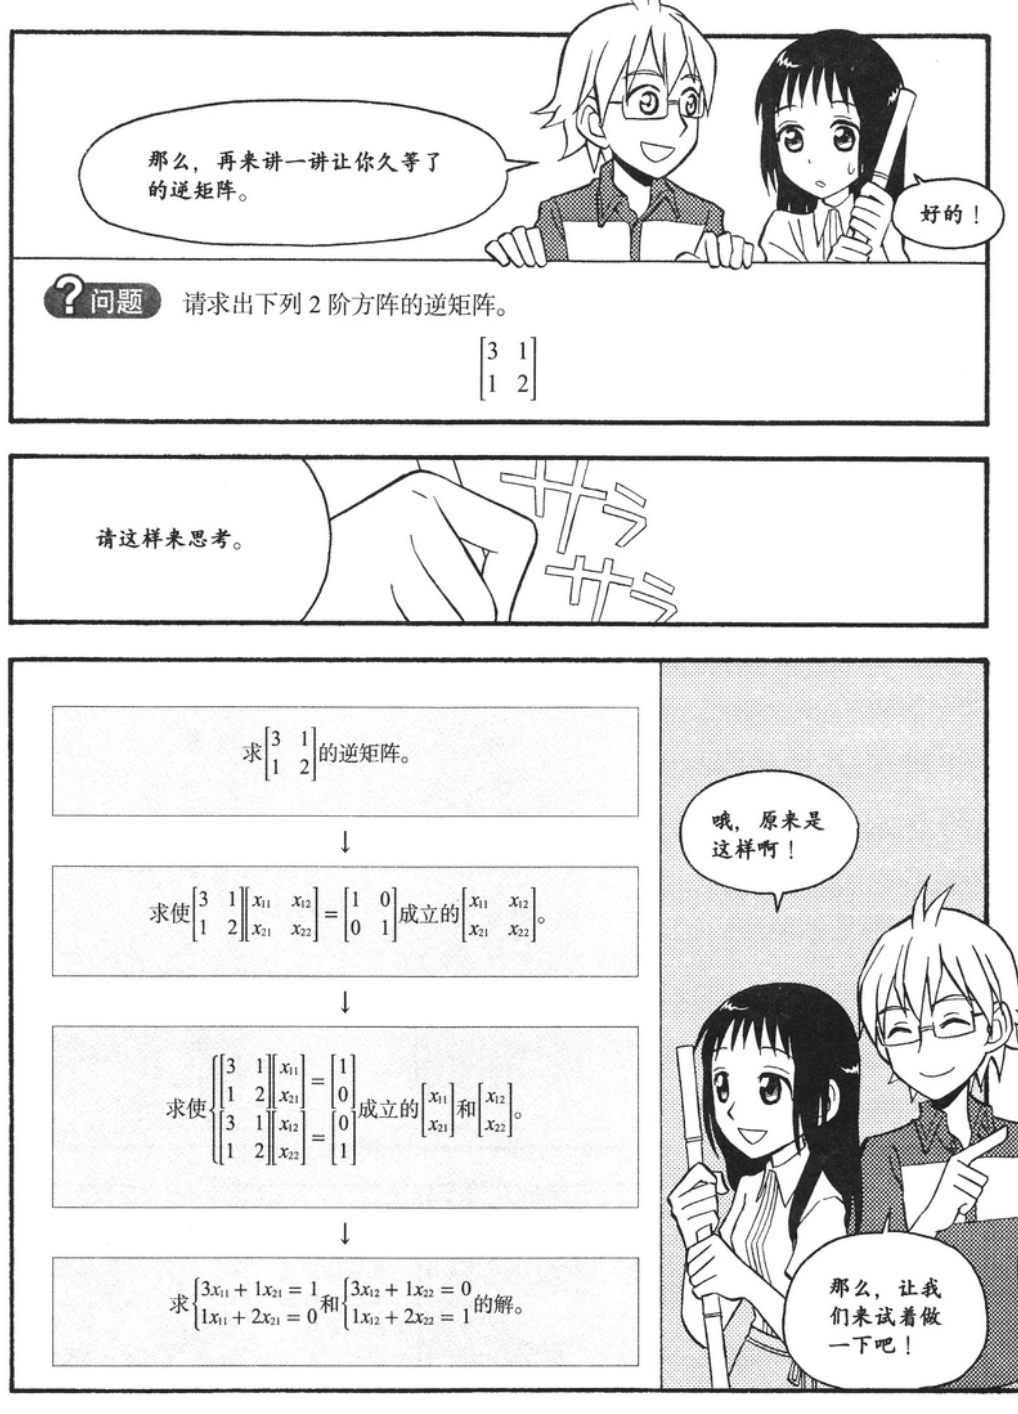 那么，再来讲一讲让你久等了
的逆矩阵。
好的！
?问题 请求出下列 2 阶方阵的逆矩阵。
[3 1]
[1 2]
请这样来思考。
サラ
サラ
求[3 1; 1 2]的逆矩阵。
↓
求使[3 1; 1 2][x₁₁ x₁₂; x₂₁ x₂₂] = [1 0; 0 1]成立的[x₁₁ x₁₂; x₂₁ x₂₂]。
↓
求使{[3 1; 1 2][x₁₁; x₂₁] = [1; 0] [3 1; 1 2][x₁₂; x₂₂] = [0; 1]成立的[x₁₁; x₂₁]和[x₁₂; x₂₂]。
↓
求{3x₁₁ + 1x₂₁ = 1 1x₁₁ + 2x₂₁ = 0 和{3x₁₂ + 1x₂₂ = 0 1x₁₂ + 2x₂₂ = 1 的解。
哦，原来是
这样啊！
那么，让我
们来试着做
一下吧！